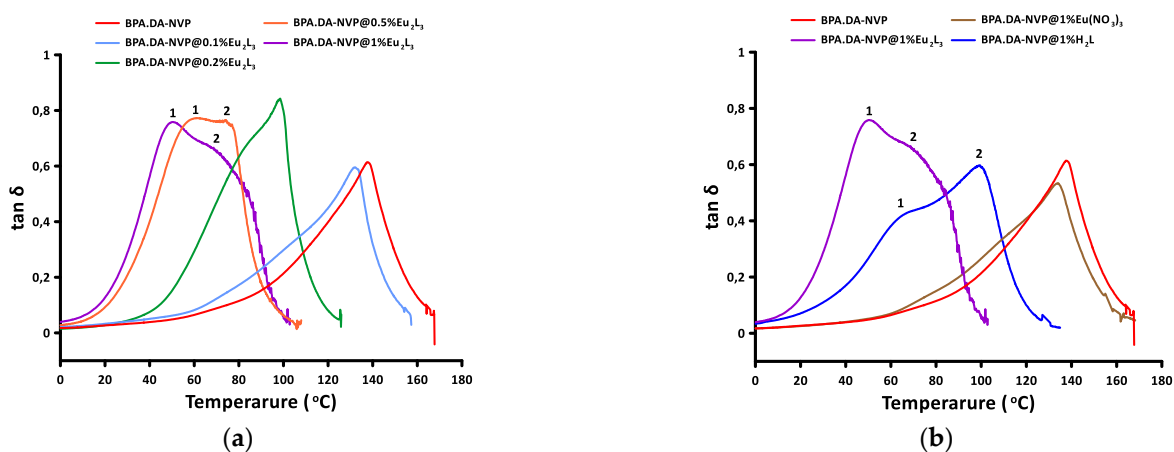 BPA.DA-NVP
BPA.DA-NVP@0.5%Eu₂L₃
BPA.DA-NVP@0.1%Eu₂L₃
BPA.DA-NVP@1%Eu₂L₃
BPA.DA-NVP@0.2%Eu₂L₃
1
0,8
0,6
0,4
0,2
0
tan δ
1
1
2
2
0 20 40 60 80 100 120 140 160 180
Temperarure (°C)
(a)
BPA.DA-NVP
BPA.DA-NVP@1%Eu(NO₃)₃
BPA.DA-NVP@1%Eu₂L₃
BPA.DA-NVP@1%H₂L
1
0,8
0,6
0,4
0,2
0
tan δ
1
2
2
1
0 20 40 60 80 100 120 140 160 180
Temperarure (°C)
(b)